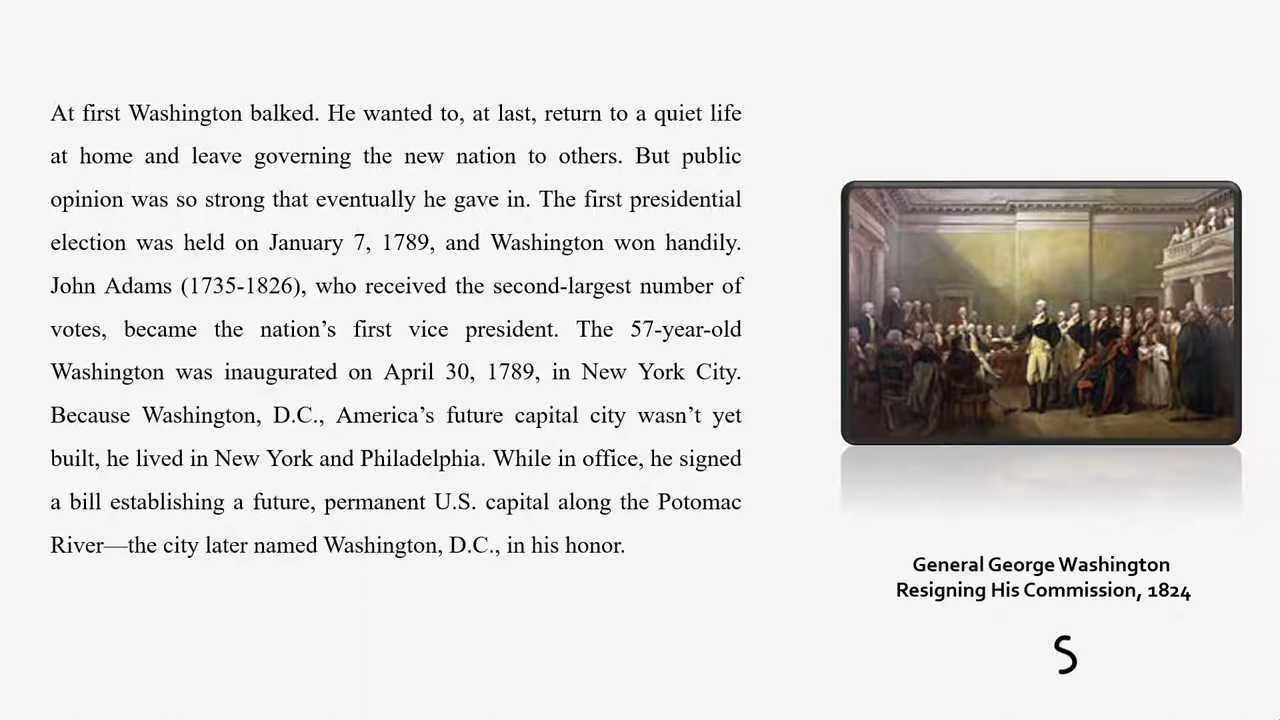 At first Washington balked. He wanted to, at last, return to a quiet life
at home and leave governing the new nation to others. But public
opinion was so strong that eventually he gave in. The first presidential
election was held on January 7, 1789, and Washington won handily.
John Adams (1735-1826), who received the second-largest number of
votes, became the nation’s first vice president. The 57-year-old
Washington was inaugurated on April 30, 1789, in New York City.
Because Washington, D.C., America’s future capital city wasn’t yet
built, he lived in New York and Philadelphia. While in office, he signed
a bill establishing a future, permanent U.S. capital along the Potomac
River—the city later named Washington, D.C., in his honor.
General George Washington
Resigning His Commission, 1824
S